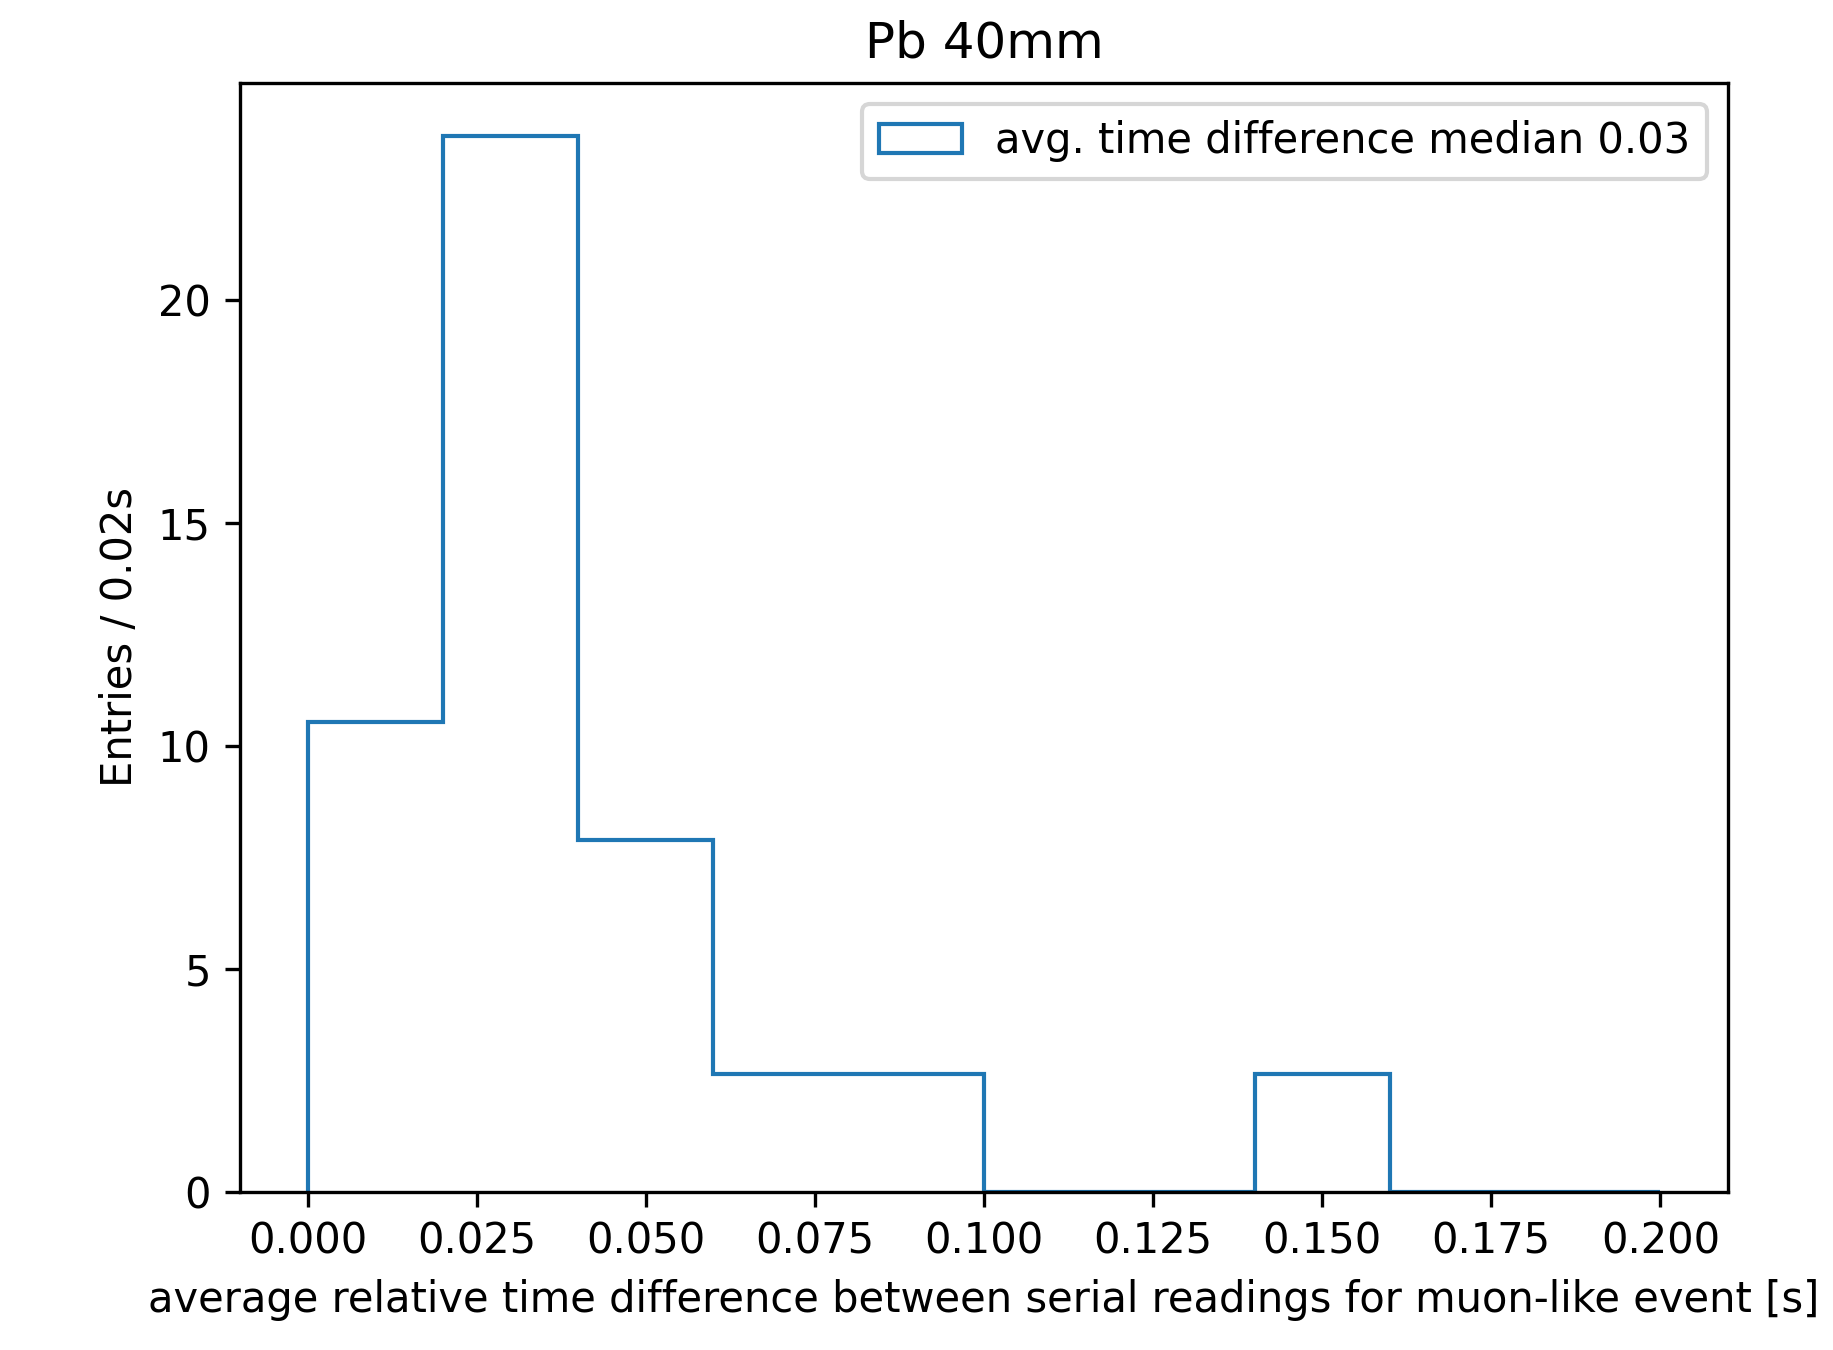 Pb 40mm
avg. time difference median 0.03
Entries / 0.02s
20
15
10
5
0
0.000 0.025 0.050 0.075 0.100 0.125 0.150 0.175 0.200
average relative time difference between serial readings for muon-like event [s]